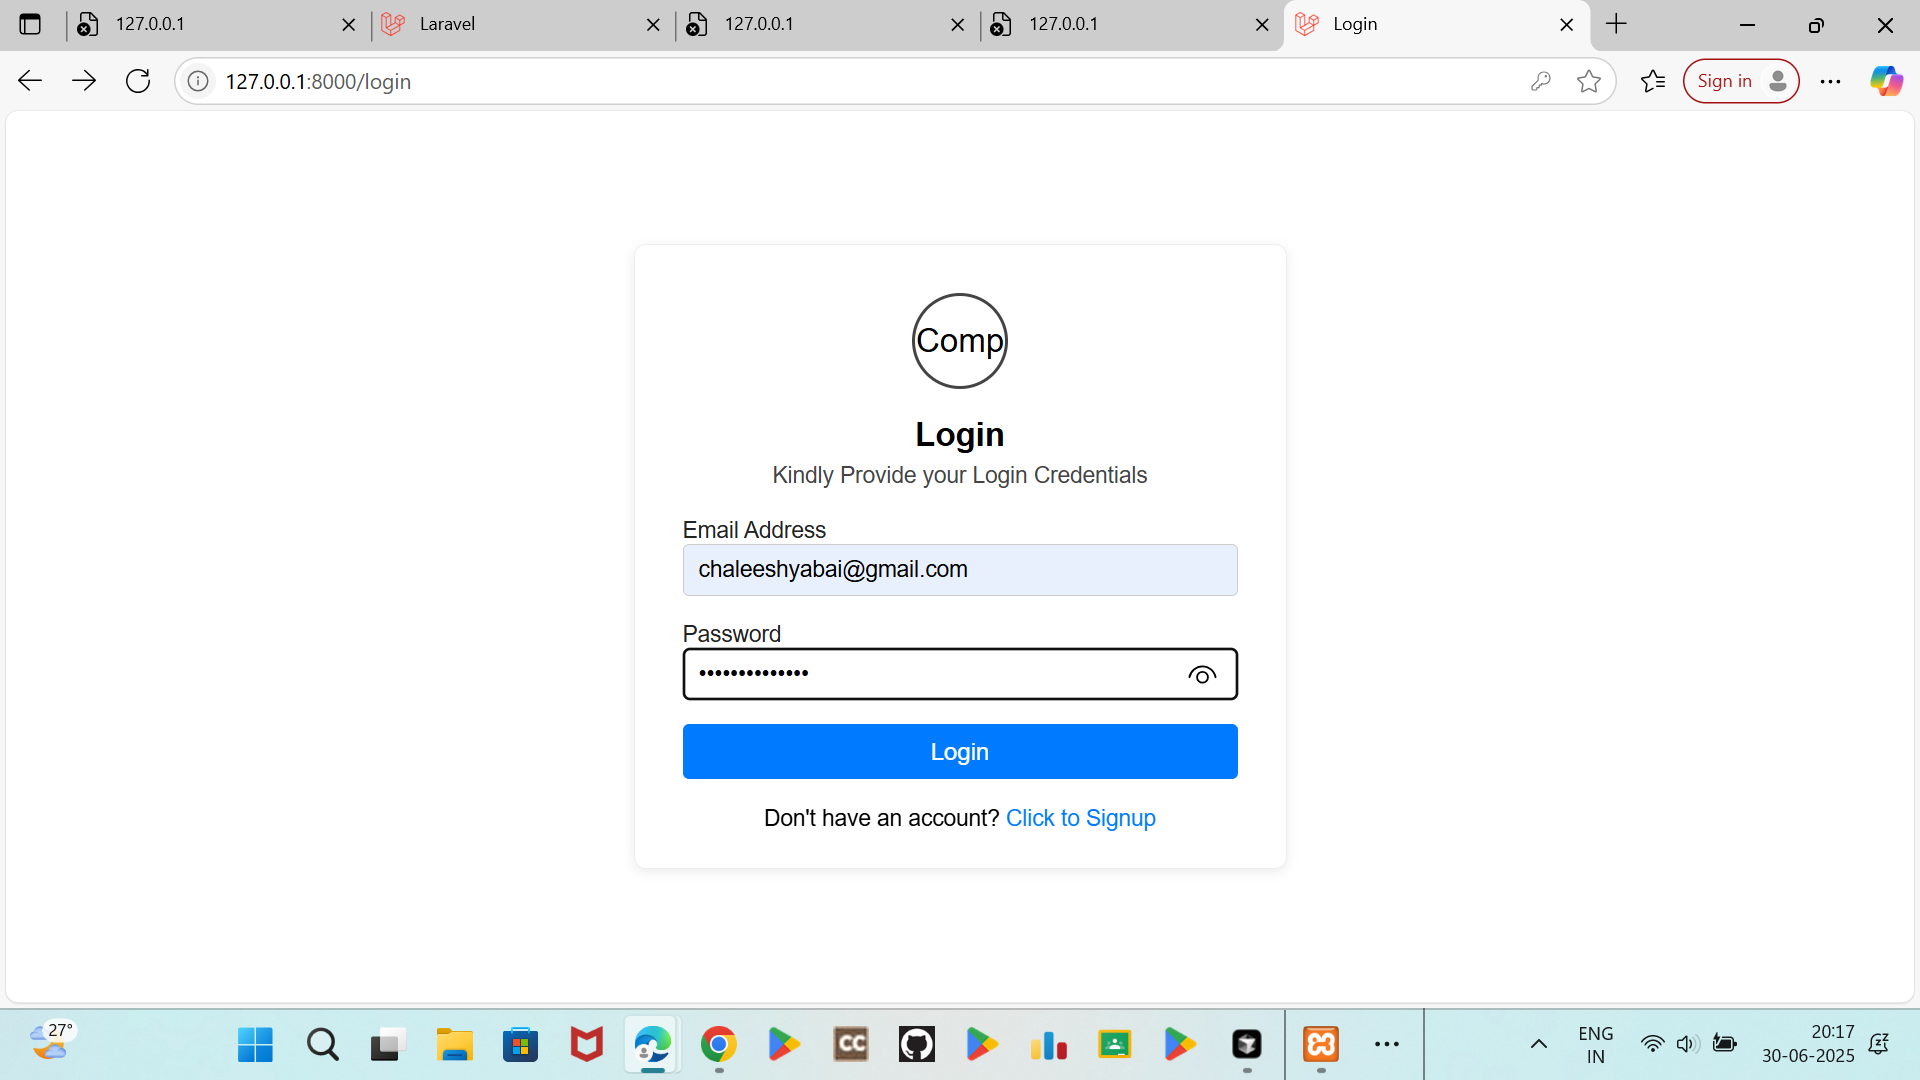 127.0.0.1
Laravel
127.0.0.1
127.0.0.1
Login
127.0.0.1:8000/login
Sign in
Comp
Login
Kindly Provide your Login Credentials
Email Address
chaleeshyabai@gmail.com
Password
••••••••••••••
Login
Don't have an account? Click to Signup
27°
CC
ENG
IN
20:17
30-06-2025